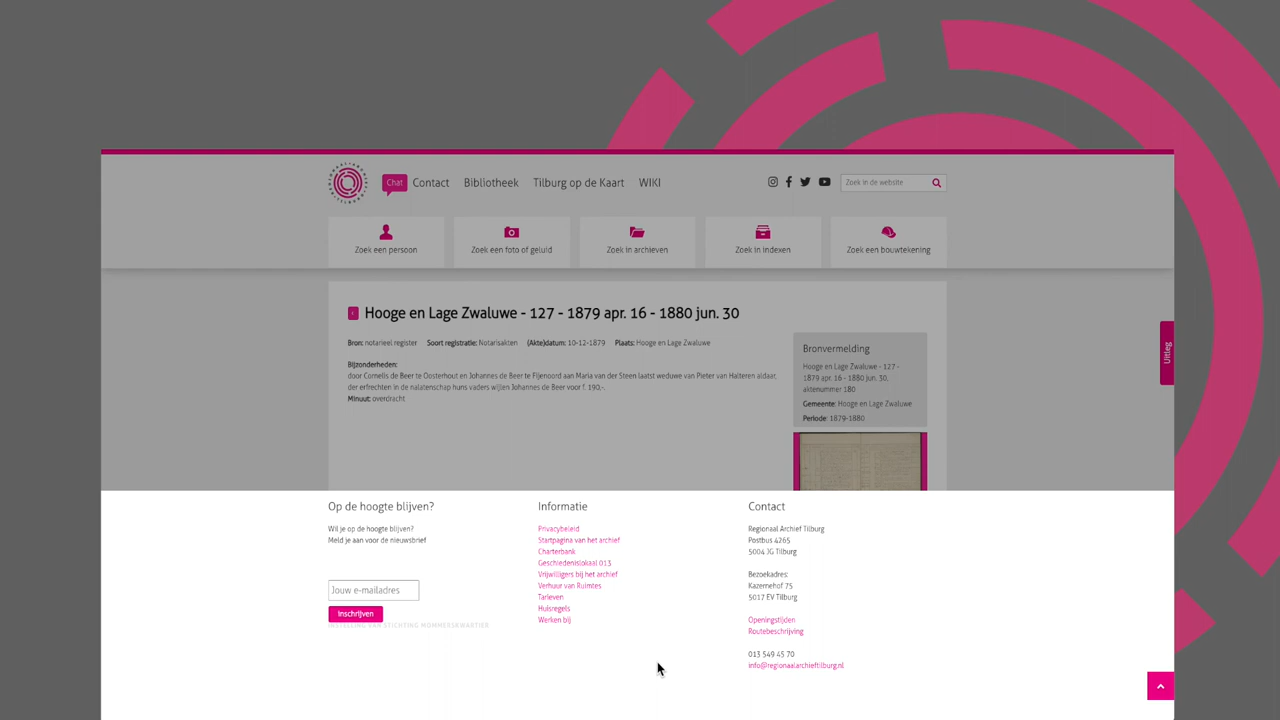 Chat
Contact
Bibliotheek
Tilburg op de Kaart
WIKI
Zoek in de website
Zoek een persoon
Zoek een foto of geluid
Zoek in archieven
Zoek in indexen
Zoek een bouwtekening
Hooge en Lage Zwaluwe - 127 - 1879 apr. 16 - 1880 jun. 30
Bron: notarieel register Soort registratie: Notarisakten (Akte)datum: 10-12-1879 Plaats: Hooge en Lage Zwaluwe
Bijzonderheden:
door Cornelis de Beer te Oosterhout en Johannes de Beer te Fijenoord aan Maria van der Steen laatst weduwe van Pieter van Halteren aldaar,
der erfrechten in de nalatenschap huns vaders wijlen Johannes de Beer voor f. 190,-.
Minuut: overdracht
Bronvermelding
Hooge en Lage Zwaluwe - 127 -
1879 apr. 16 - 1880 jun. 30,
aktenummer 180
Gemeente: Hooge en Lage Zwaluwe
Periode: 1879-1880
Uitleg
Op de hoogte blijven?
Wil je op de hoogte blijven?
Meld je aan voor de nieuwsbrief
Jouw e-mailadres
Inschrijven
INSTELLING VAN STICHTING MOMMERSKWARTIER
Informatie
Privacybeleid
Startpagina van het archief
Charterbank
Geschiedenislokaal 013
Vrijwilligers bij het archief
Verhuur van Ruimtes
Tarieven
Huisregels
Werken bij
Contact
Regionaal Archief Tilburg
Postbus 4265
5004 JG Tilburg
Bezoekadres:
Kazernehof 75
5017 EV Tilburg
Openingstijden
Routebeschrijving
013 549 45 70
info@regionaalarchieftilburg.nl